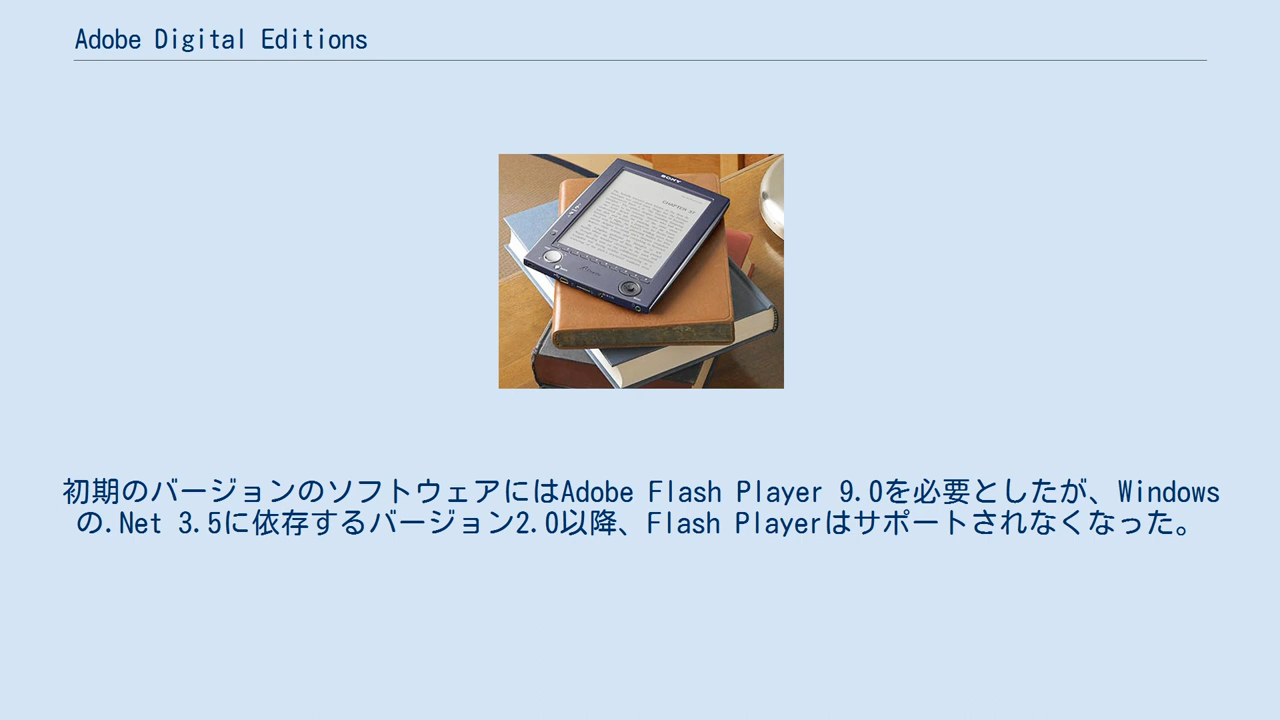 Adobe Digital Editions
SONY
CHAPTER
初期のバージョンのソフトウェアにはAdobe Flash Player 9.0を必要としたが、Windows
の.Net 3.5に依存するバージョン2.0以降、Flash Playerはサポートされなくなった。